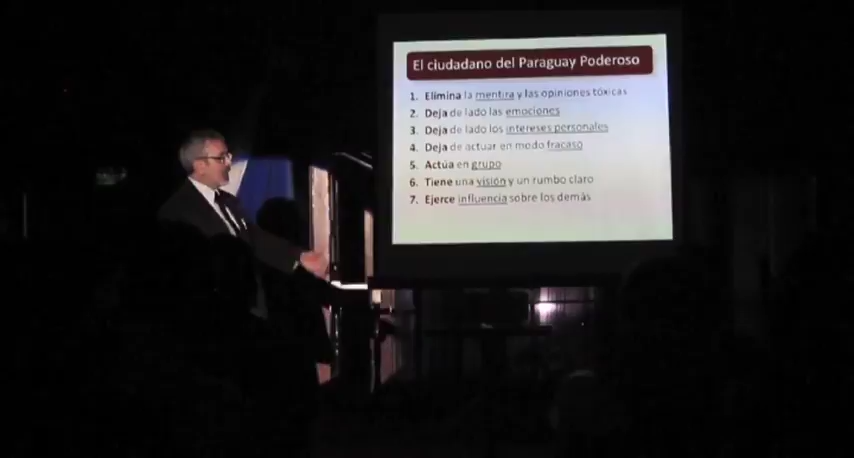 El ciudadano del Paraguay Poderoso
1. Elimina la mentira y las opiniones tóxicas
2. Deja de lado las emociones
3. Deja de lado los intereses personales
4. Deja de actuar en modo fracaso
5. Actúa en grupo
6. Tiene una visión y un rumbo claro
7. Ejerce influencia sobre los demás